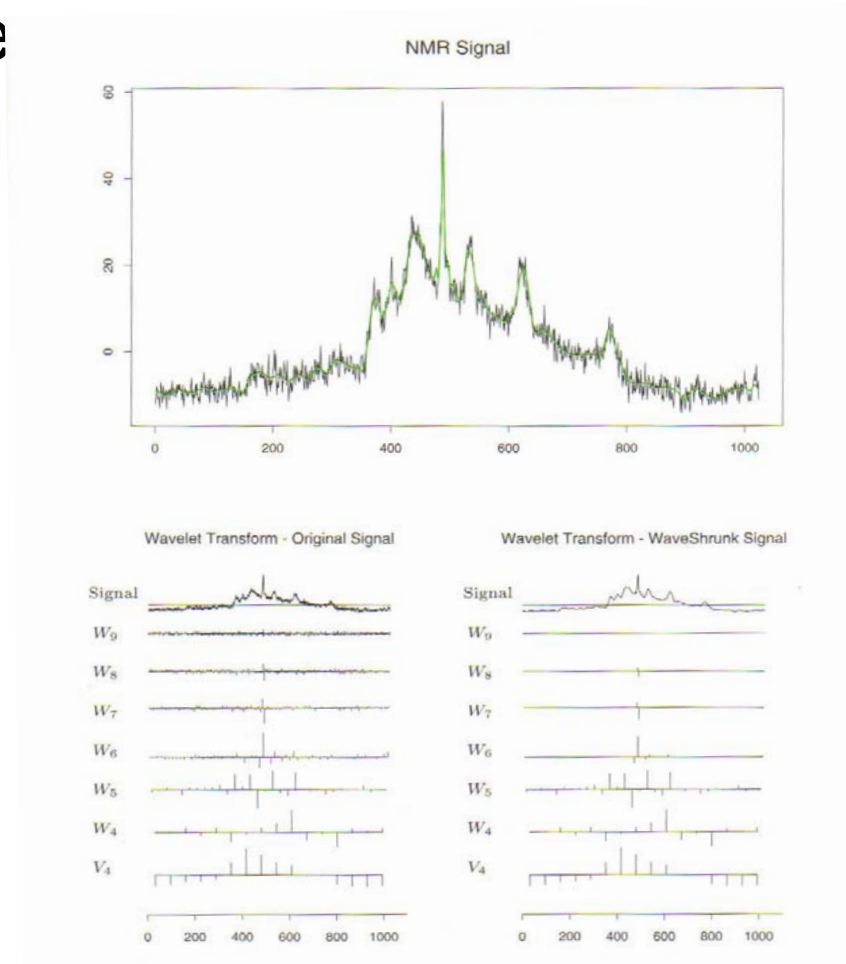 NMR Signal
60
40
20
0
0 200 400 600 800 1000
Wavelet Transform - Original Signal
Signal
W9
W8
W7
W6
W5
W4
V4
0 200 400 600 800 1000
Wavelet Transform - WaveShrunk Signal
Signal
W9
W8
W7
W6
W5
W4
V4
0 200 400 600 800 1000